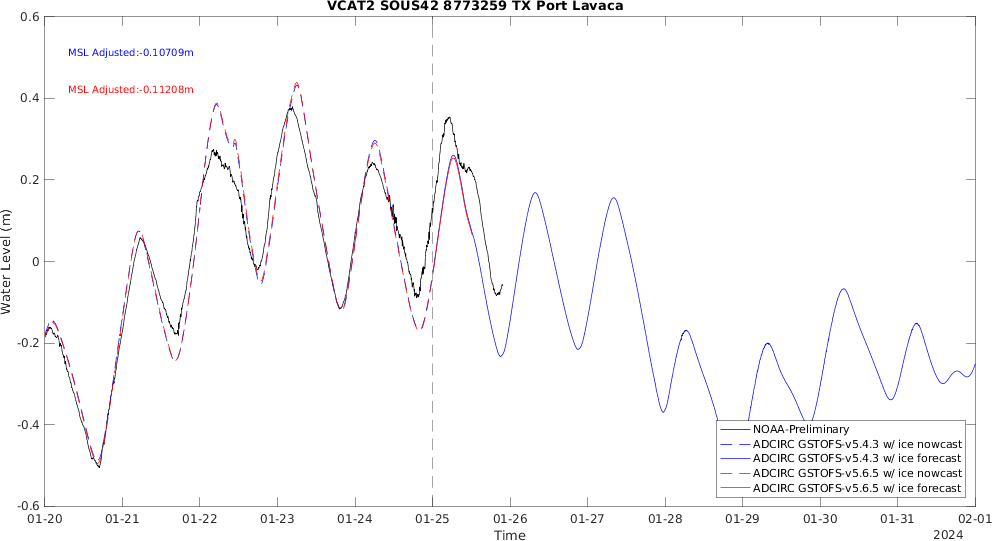 VCAT2 SOUS42 8773259 TX Port Lavaca
0.6
MSL Adjusted:-0.10709m
MSL Adjusted:-0.11208m
0.4
0.2
0
-0.2
-0.4
-0.6
Water Level (m)
NOAA-Preliminary
ADCIRC GSTOFS-v5.4.3 w/ ice nowcast
ADCIRC GSTOFS-v5.4.3 w/ ice forecast
ADCIRC GSTOFS-v5.6.5 w/ ice nowcast
ADCIRC GSTOFS-v5.6.5 w/ ice forecast
01-20 01-21 01-22 01-23 01-24 01-25 01-26 01-27 01-28 01-29 01-30 01-31 02-01
Time
2024